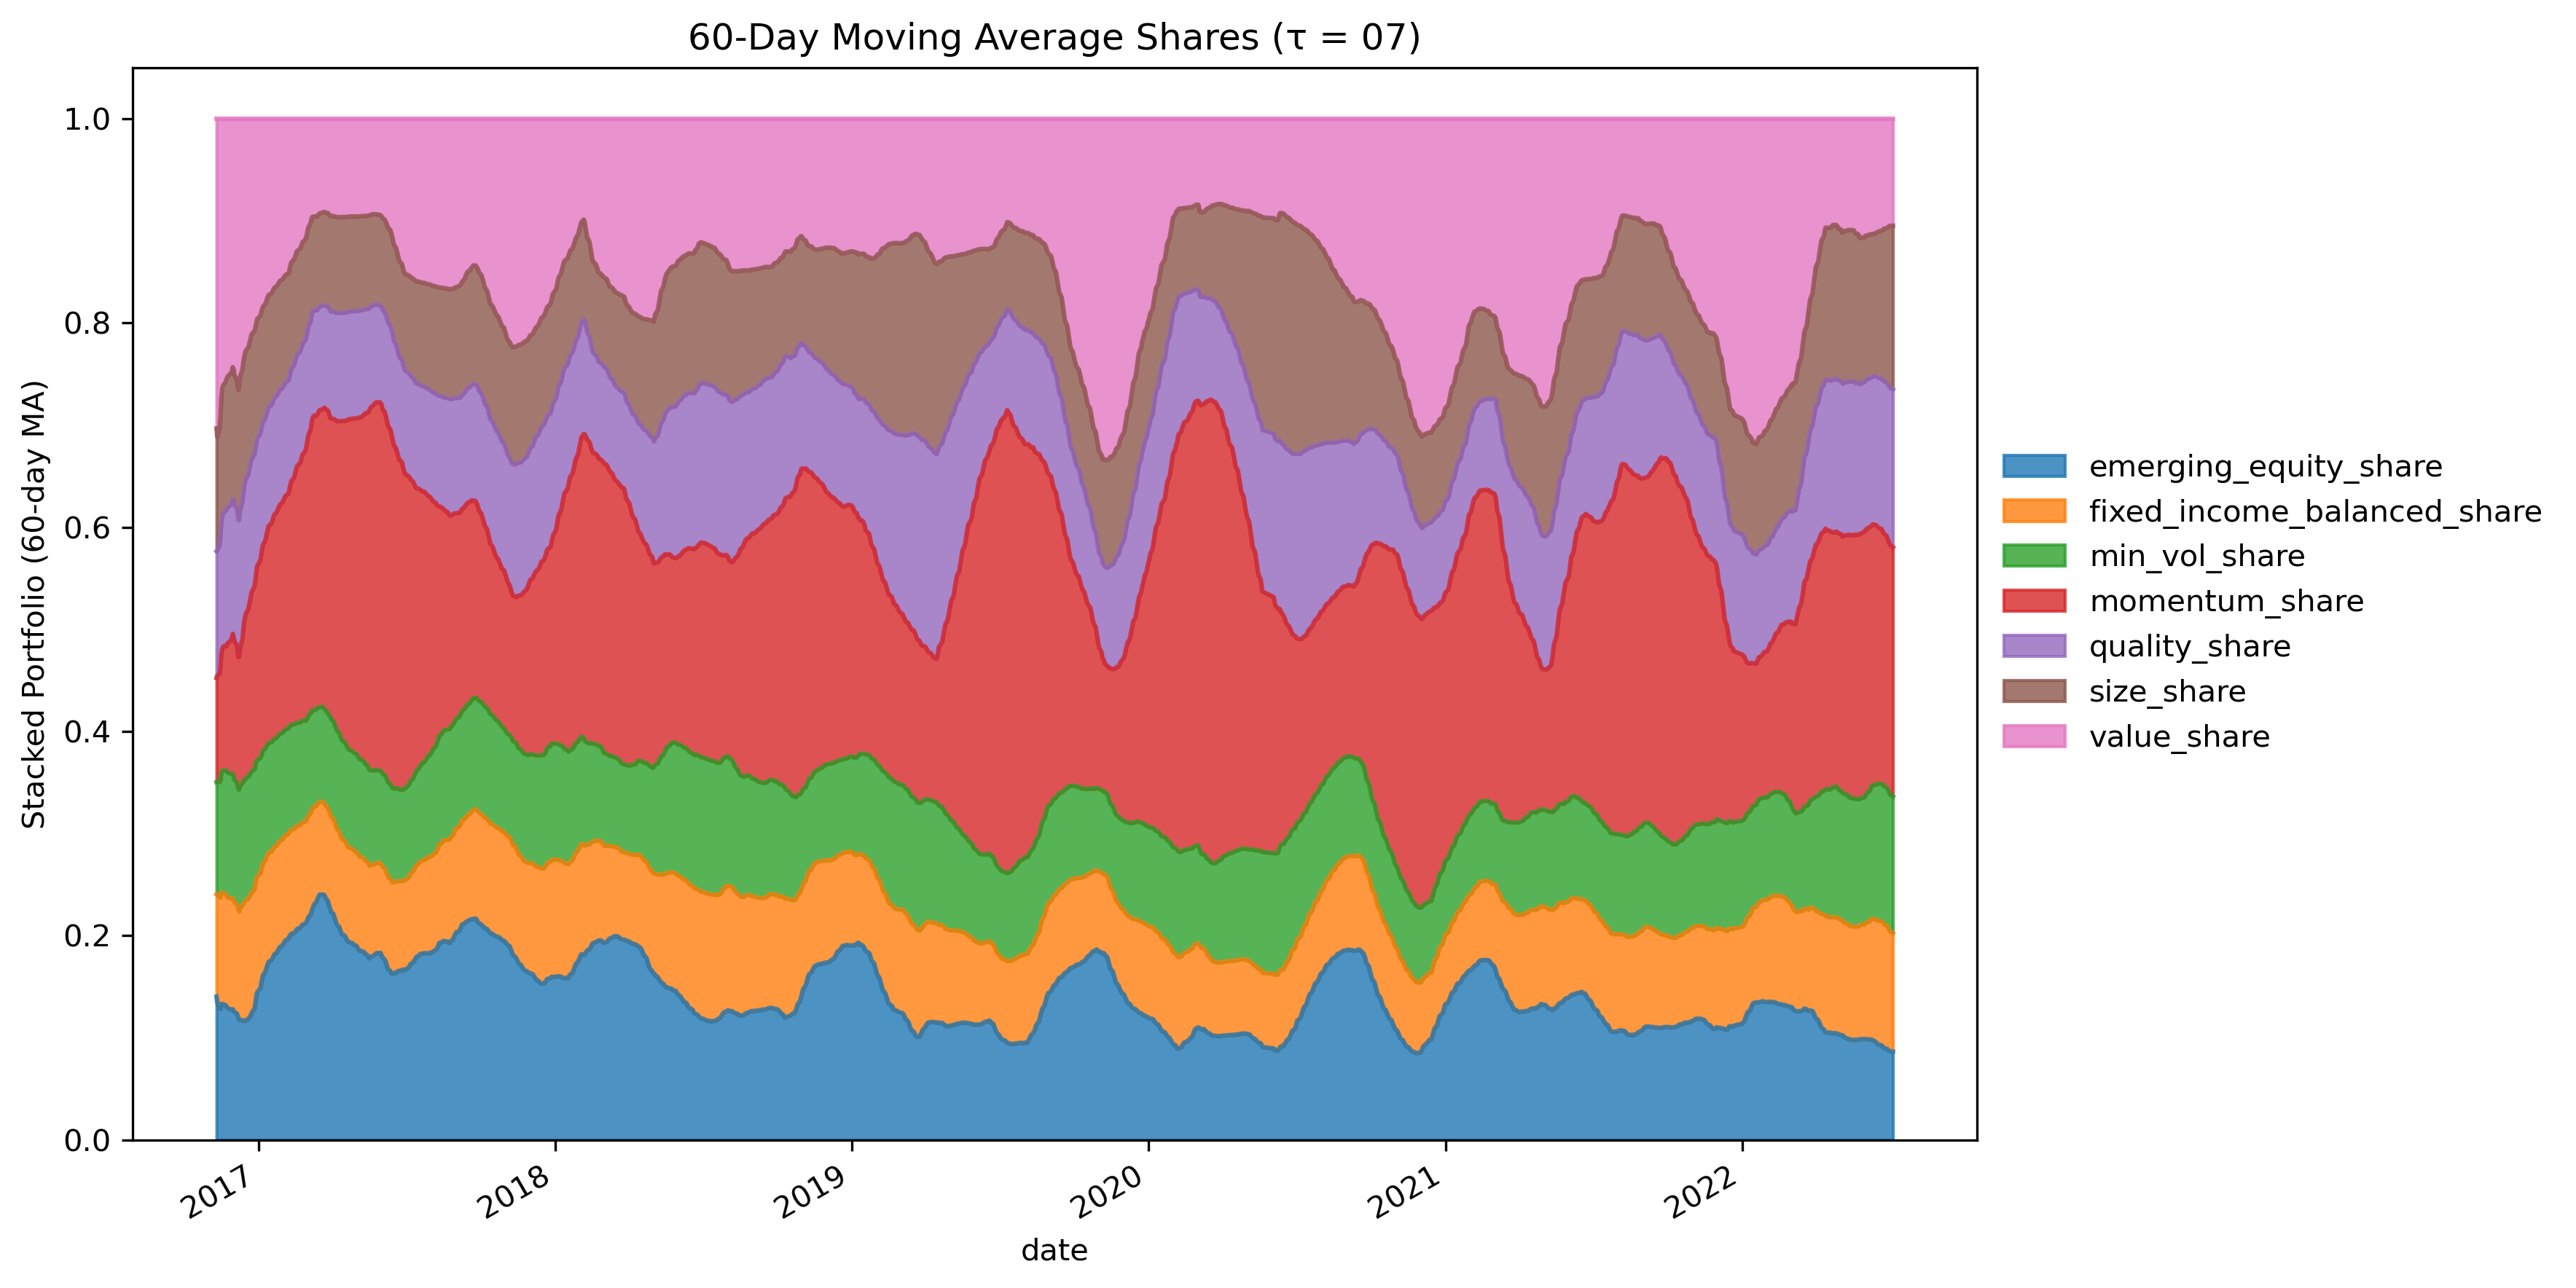 60-Day Moving Average Shares (τ = 07)
Stacked Portfolio (60-day MA)
1.0
0.8
0.6
0.4
0.2
0.0
2017
2018
2019
2020
2021
2022
date
emerging_equity_share
fixed_income_balanced_share
min_vol_share
momentum_share
quality_share
size_share
value_share